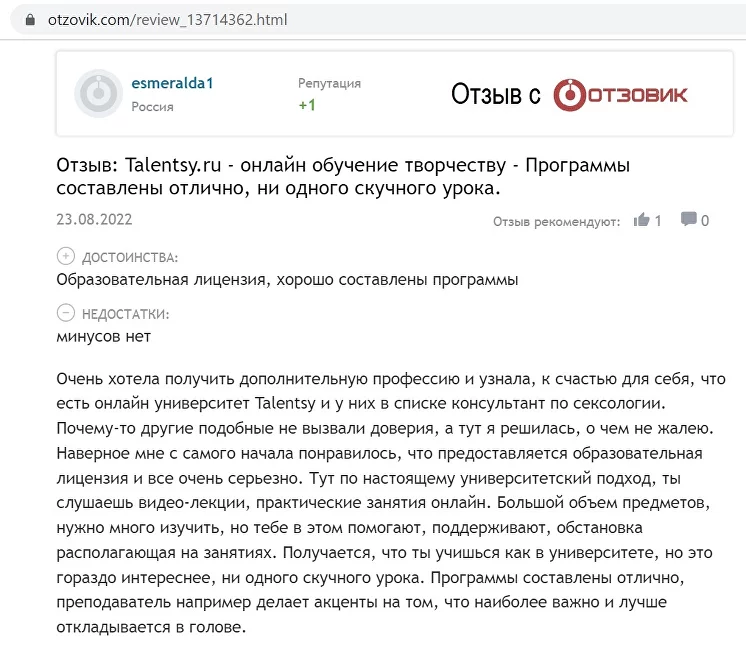 otzovik.com/review_13714362.html
esmeralda1
Россия
Репутация
+1
Отзыв с ОТЗОВИК
Отзыв: Talentsy.ru - онлайн обучение творчеству - Программы
составлены отлично, ни одного скучного урока.
23.08.2022
Отзыв рекомендуют: 1 0
ДОСТОИНСТВА:
Образовательная лицензия, хорошо составлены программы
НЕДОСТАТКИ:
минусов нет
Очень хотела получить дополнительную профессию и узнала, к счастью для себя, что
есть онлайн университет Talentsy и у них в списке консультант по сексологии.
Почему-то другие подобные не вызвали доверия, а тут я решилась, о чем не жалею.
Наверное мне с самого начала понравилось, что предоставляется образовательная
лицензия и все очень серьезно. Тут по настоящему университетский подход, ты
слушаешь видео-лекции, практические занятия онлайн. Большой объем предметов,
нужно много изучить, но тебе в этом помогают, поддерживают, обстановка
располагающая на занятиях. Получается, что ты учишься как в университете, но это
гораздо интереснее, ни одного скучного урока. Программы составлены отлично,
преподаватель например делает акценты на том, что наиболее важно и лучше
откладывается в голове.